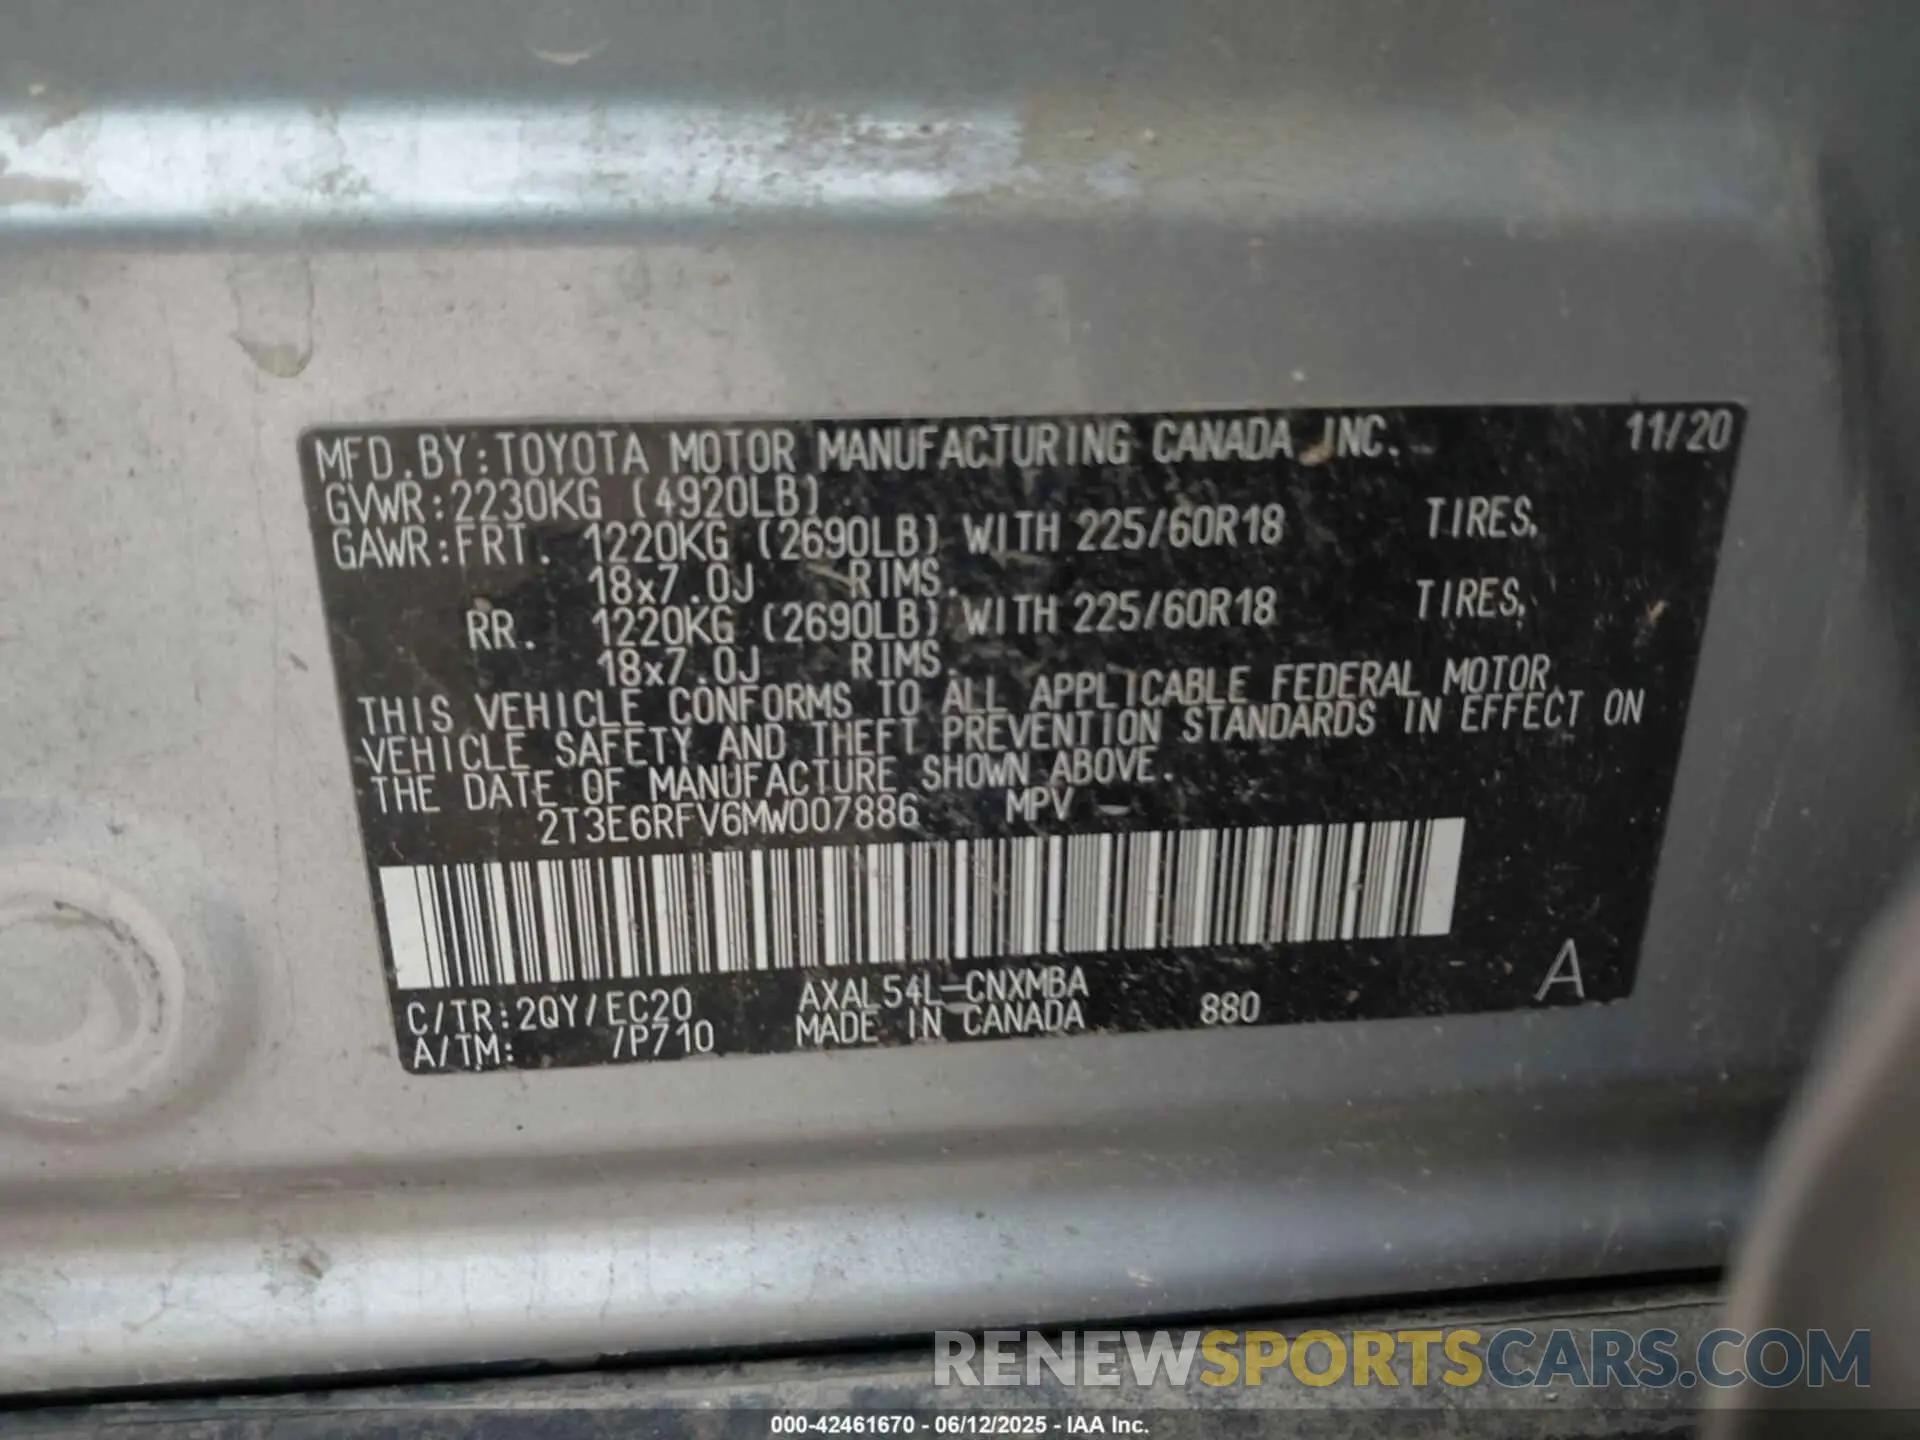 MFD.BY:TOYOTA MOTOR MANUFACTURING CANADA INC. 11/20
GVWR:2230KG (4920LB)
GAWR:FRT. 1220KG (2690LB) WITH 225/60R18 TIRES,
18x7.0J RIMS.
RR. 1220KG (2690LB) WITH 225/60R18 TIRES,
18x7.0J RIMS.
THIS VEHICLE CONFORMS TO ALL APPLICABLE FEDERAL MOTOR
VEHICLE SAFETY AND THEFT PREVENTION STANDARDS IN EFFECT ON
THE DATE OF MANUFACTURE SHOWN ABOVE.
2T3E6RFV6MW007886 MPV
C/TR:2QY/EC20 AXAL54L-CNXMBA A
A/TM: /P710 MADE IN CANADA 880
RENEWSPORTSCARS.COM
000-42461670 - 06/12/2025 - IAA Inc.